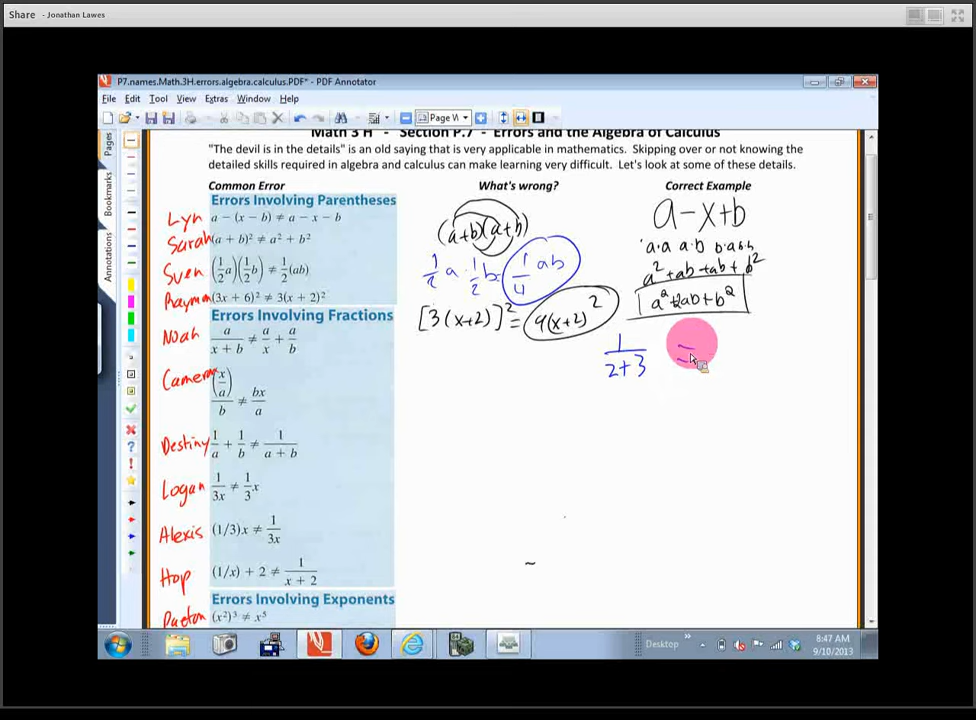 Share - Jonathan Lawes
P7.names.Math.3H.errors.algebra.calculus.PDF* - PDF Annotator
File Edit Tool View Extras Window Help
Page W
Pages
Bookmarks
Annotations
Math 3 H - Section P.7 - Errors and the Algebra of Calculus
"The devil is in the details" is an old saying that is very applicable in mathematics. Skipping over or not knowing the
detailed skills required in algebra and calculus can make learning very difficult. Let's look at some of these details.
Common Error What's wrong? Correct Example
Errors Involving Parentheses
Lyn a − (x − b) ≠ a − x − b
a-x+b
Sarah (a + b)² ≠ a² + b²
(a+b)(a+b)
a·a a·b b·a b·b
a²+ab+ab+b²
Sven (1/2 a)(1/2 b) ≠ 1/2 (ab)
1/2 a · 1/2 b = 1/4 ab
a²+2ab+b²
(3x + 6)² ≠ 3(x + 2)²
[3(x+2)]² = 9(x+2)²
Errors Involving Fractions
Noah a/(x + b) ≠ a/x + a/b
1/(2+3) =
Cameron (x/a)/b ≠ bx/a
Destiny 1/a + 1/b ≠ 1/(a + b)
Logan 1/3x ≠ 1/3 x
Alexis (1/3)x ≠ 1/3x
~
Hop (1/x) + 2 ≠ 1/(x + 2)
Errors Involving Exponents
(x²)³ ≠ x⁵
Desktop
8:47 AM
9/10/2013